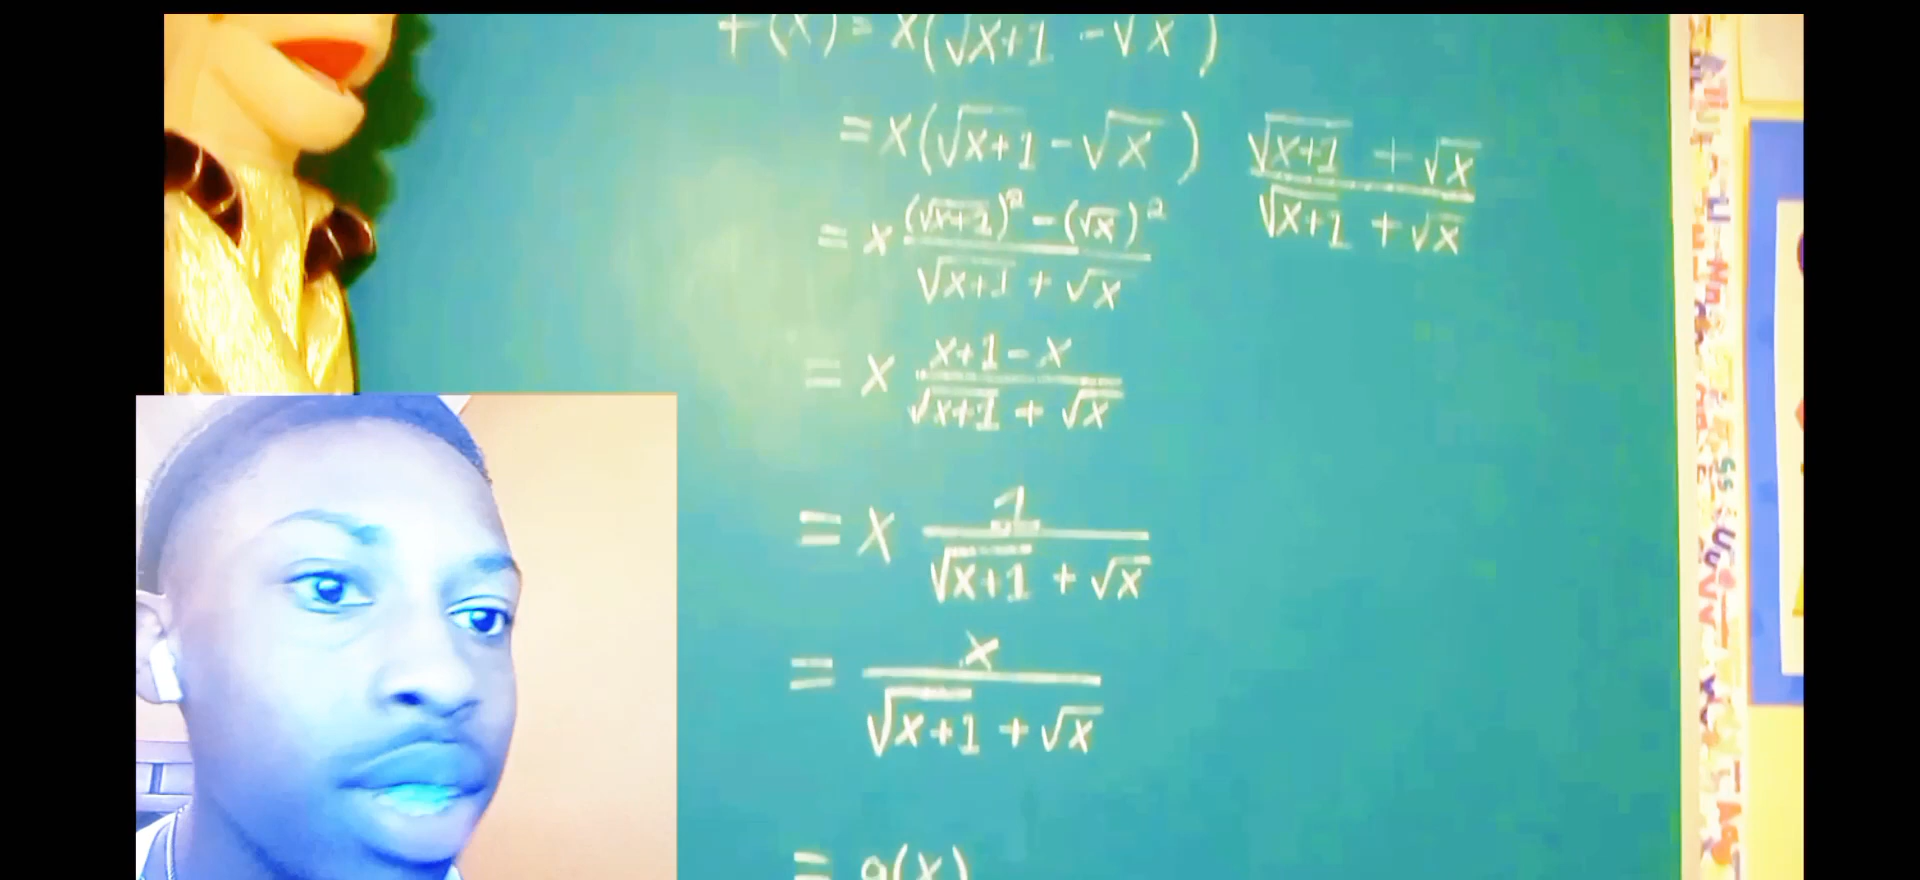 f(x) = x(√x+1 - √x)
= x(√x+1 - √x) √x+1 + √x / √x+1 + √x
= x (√x+1)² - (√x)² / √x+1 + √x
= x x+1-x / √x+1 + √x
= x 1 / √x+1 + √x
= x / √x+1 + √x
= g(x)